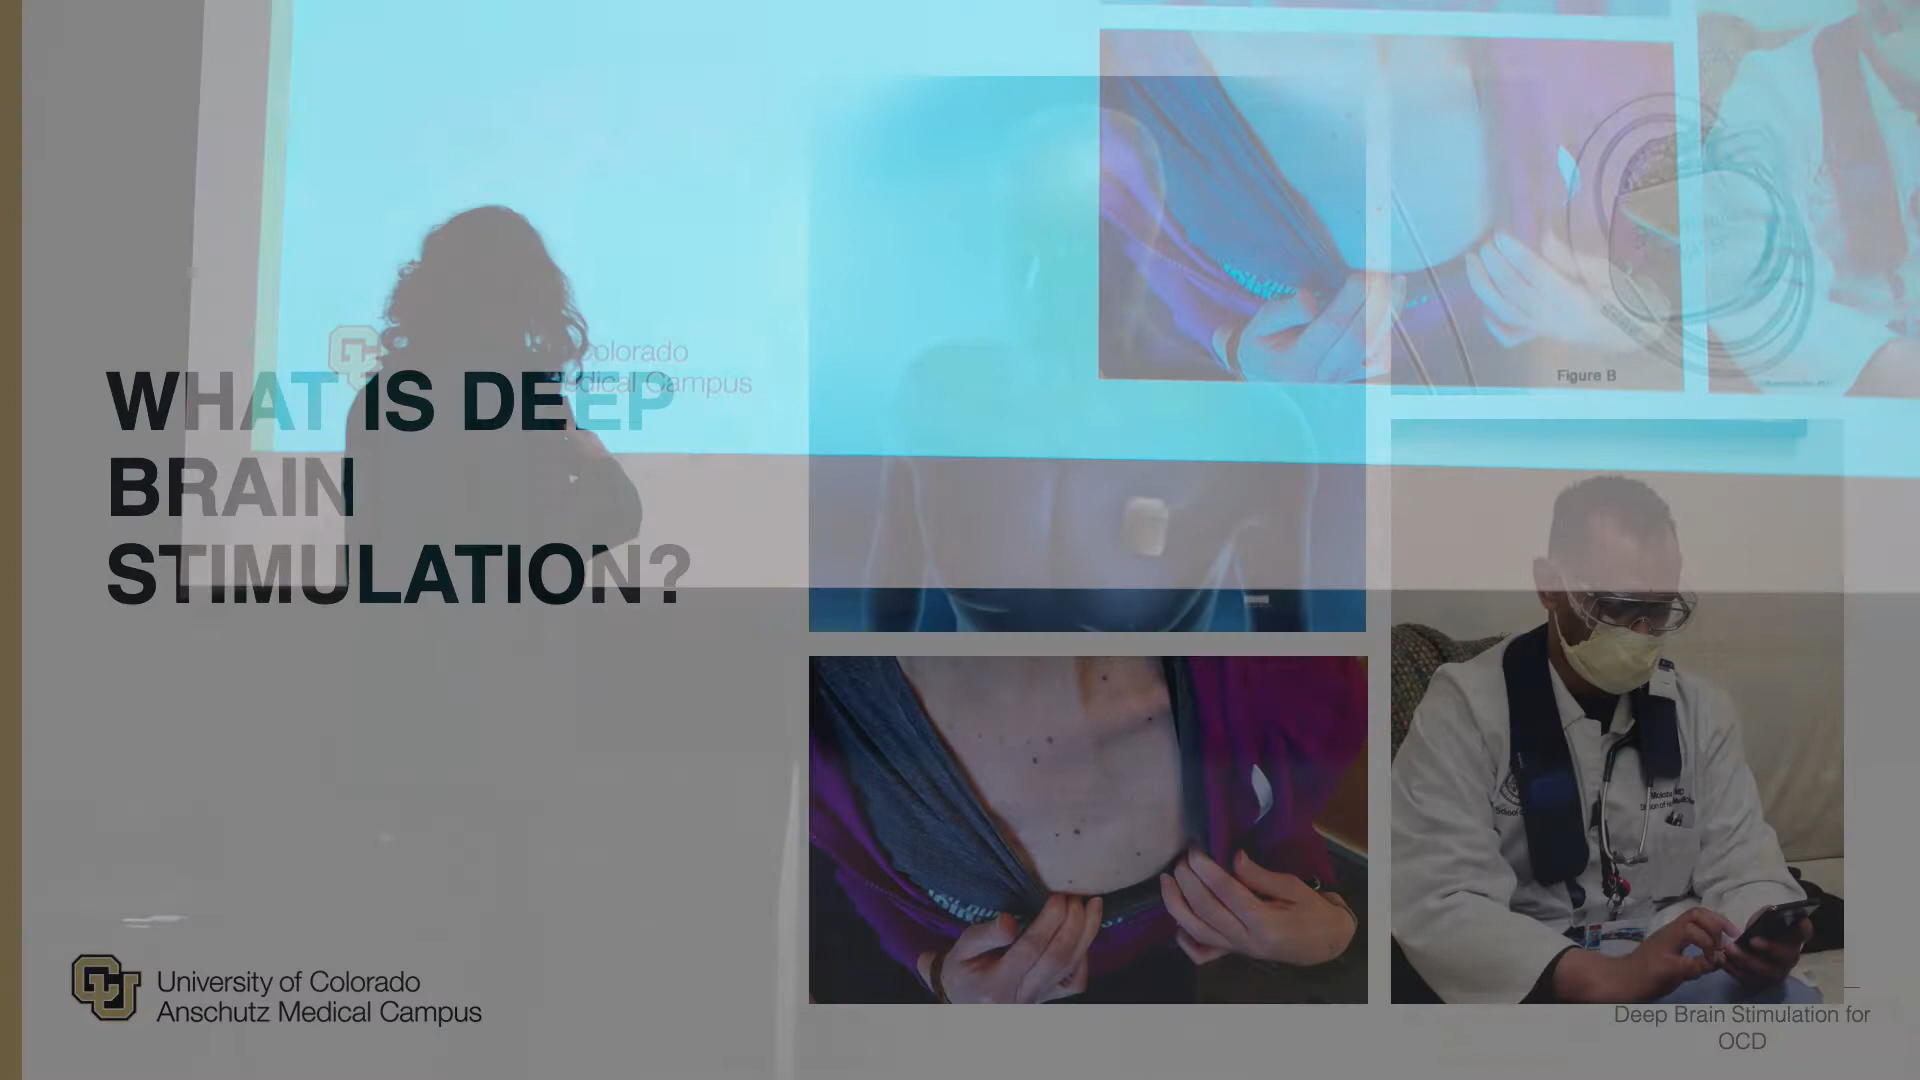 WHAT IS DEEP
BRAIN
STIMULATION?
Colorado
Medical Campus
Figure B
University of Colorado
Anschutz Medical Campus
Deep Brain Stimulation for
OCD